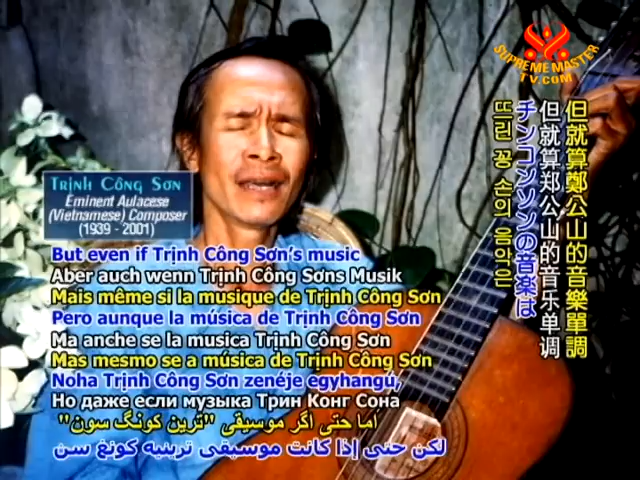 SUPREME MASTER
TV.COM
TRỊNH CÔNG SƠN
Eminent Aulacese
(Vietnamese) Composer
(1939 - 2001)
But even if Trịnh Công Sơn's music
Aber auch wenn Trịnh Công Sơns Musik
Mais même si la musique de Trịnh Công Sơn
Pero aunque la música de Trịnh Công Sơn
Ma anche se la musica Trịnh Công Sơn
Mas mesmo se a música de Trịnh Công Sơn
Noha Trịnh Công Sơn zenéje egyhangú,
Но даже если музыка Трин Конг Сона
اما حتی اگر موسیقی "ترین کونگ سون"
لكن حتى إذا كانت موسيقى ترينيه كونغ سن
但就算鄭公山的音樂單調
但就算郑公山的音乐单调
チンコンソンの音楽は
뜨린 꽁 손의 음악은